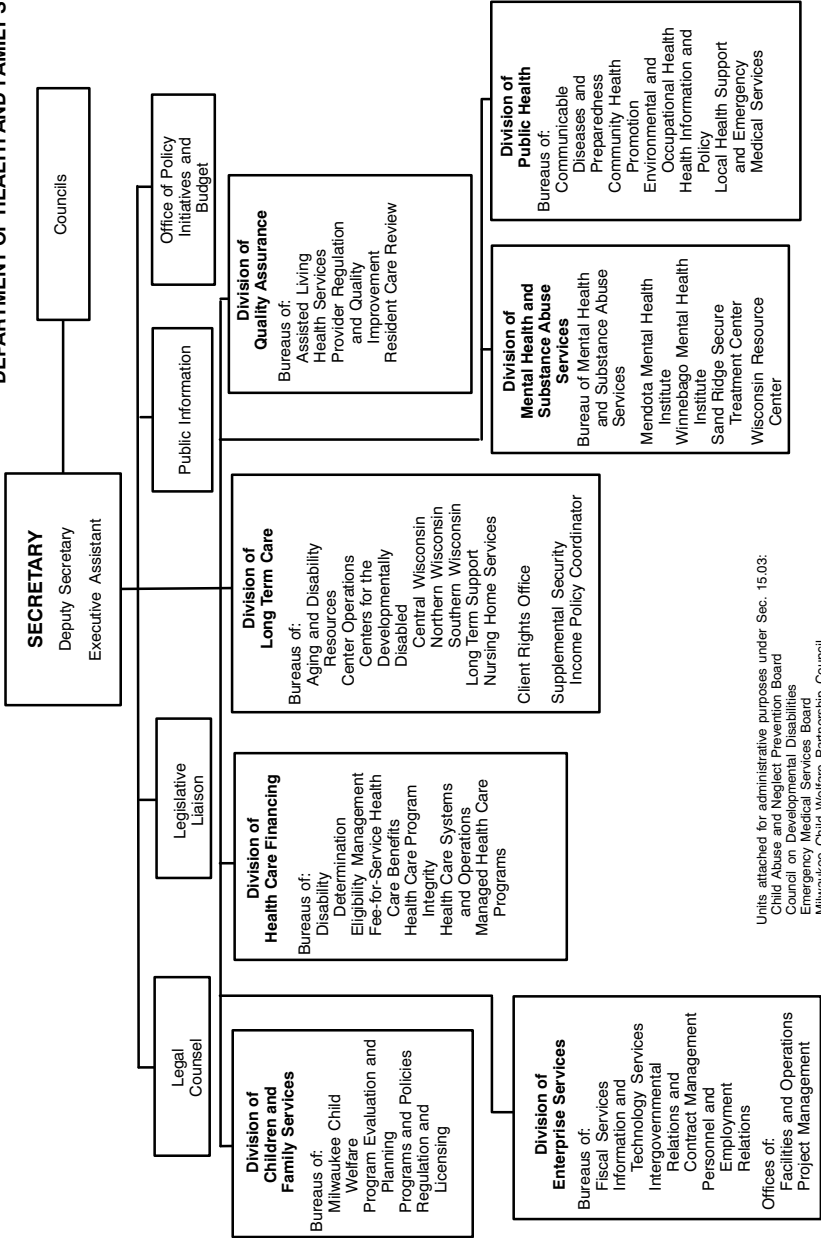 DEPARTMENT OF HEALTH AND FAMILY S
SECRETARY
Deputy Secretary
Executive Assistant
Councils
Legal
Counsel
Legislative
Liaison
Public Information
Office of Policy
Initiatives and
Budget
Division of
Children and
Family Services
Bureaus of:
Milwaukee Child
Welfare
Program Evaluation and
Planning
Programs and Policies
Regulation and
Licensing
Division of
Health Care Financing
Bureaus of:
Disability
Determination
Eligibility Management
Fee-for-Service Health
Care Benefits
Health Care Program
Integrity
Health Care Systems
and Operations
Managed Health Care
Programs
Division of
Long Term Care
Bureaus of:
Aging and Disability
Resources
Center Operations
Centers for the
Developmentally
Disabled
Central Wisconsin
Northern Wisconsin
Southern Wisconsin
Long Term Support
Nursing Home Services
Client Rights Office
Supplemental Security
Income Policy Coordinator
Division of
Quality Assurance
Bureaus of:
Assisted Living
Health Services
Provider Regulation
and Quality
Improvement
Resident Care Review
Division of
Enterprise Services
Bureaus of:
Fiscal Services
Information and
Technology Services
Intergovernmental
Relations and
Contract Management
Personnel and
Employment
Relations
Offices of:
Facilities and Operations
Project Management
Division of
Mental Health and
Substance Abuse
Services
Bureau of Mental Health
and Substance Abuse
Services
Mendota Mental Health
Institute
Winnebago Mental Health
Institute
Sand Ridge Secure
Treatment Center
Wisconsin Resource
Center
Division of
Public Health
Bureaus of:
Communicable
Diseases and
Preparedness
Community Health
Promotion
Environmental and
Occupational Health
Health Information and
Policy
Local Health Support
and Emergency
Medical Services
Units attached for administrative purposes under Sec. 15.03:
Child Abuse and Neglect Prevention Board
Council on Developmental Disabilities
Emergency Medical Services Board
Milwaukee Child Welfare Partnership Council